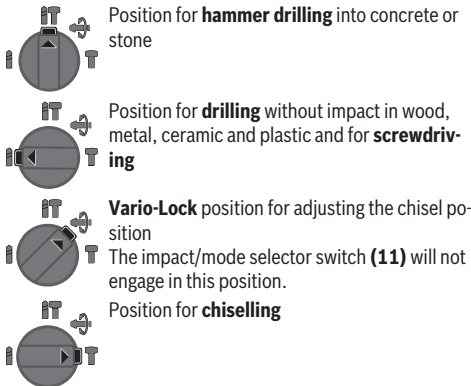 Position for hammer drilling into concrete or
stone
Position for drilling without impact in wood,
metal, ceramic and plastic and for screwdriv-
ing
Vario-Lock position for adjusting the chisel po-
sition
The impact/mode selector switch (11) will not
engage in this position.
Position for chiselling